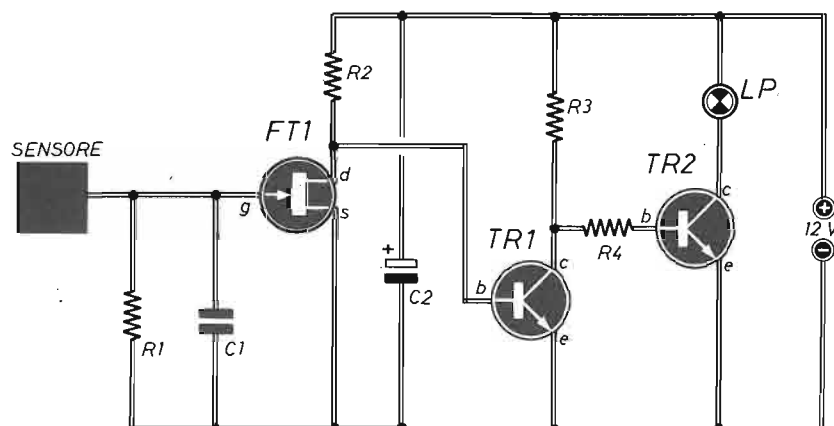 SENSORE
FT1
R2
g
d
s
R1
C1
+
C2
R3
TR1
b
c
e
R4
TR2
b
c
e
LP
+
12 V
−